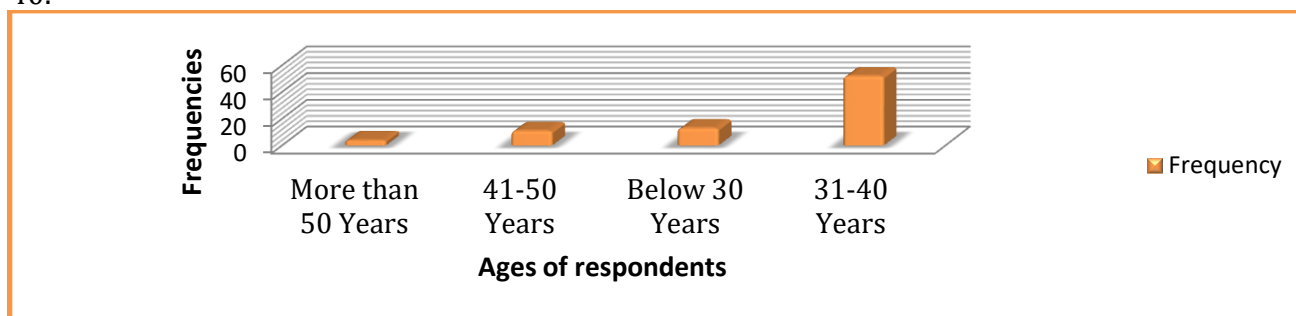 Frequencies
60
40
20
0
More than
50 Years
41-50
Years
Below 30
Years
31-40
Years
Ages of respondents
Frequency